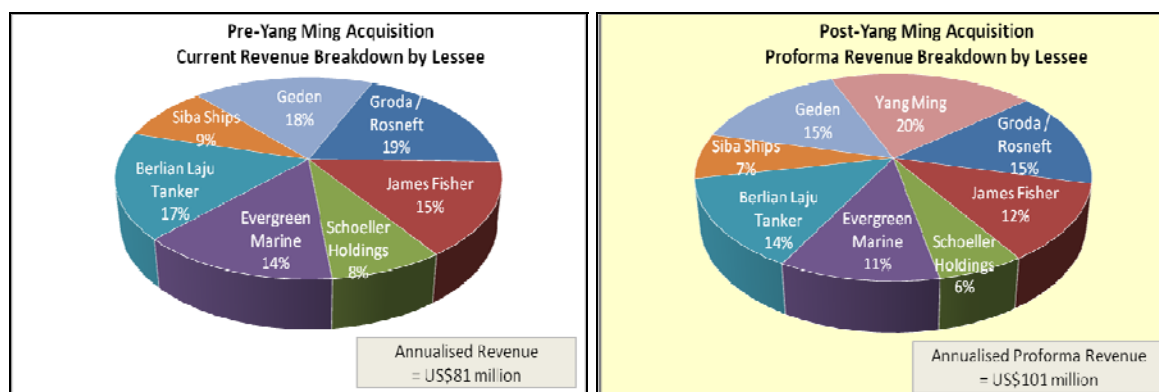 Pre-Yang Ming Acquisition
Current Revenue Breakdown by Lessee
Geden
18%
Groda /
Rosneft
19%
Siba Ships
9%
Berlian Laju
Tanker
17%
James Fisher
15%
Evergreen
Marine
14%
Schoeller
Holdings
8%
Annualised Revenue
= US$81 million
Post-Yang Ming Acquisition
Proforma Revenue Breakdown by Lessee
Geden
15%
Yang Ming
20%
Groda /
Rosneft
15%
Siba Ships
7%
Berlian Laju
Tanker
14%
James Fisher
12%
Evergreen
Marine
11%
Schoeller
Holdings
6%
Annualised Proforma Revenue
= US$101 million